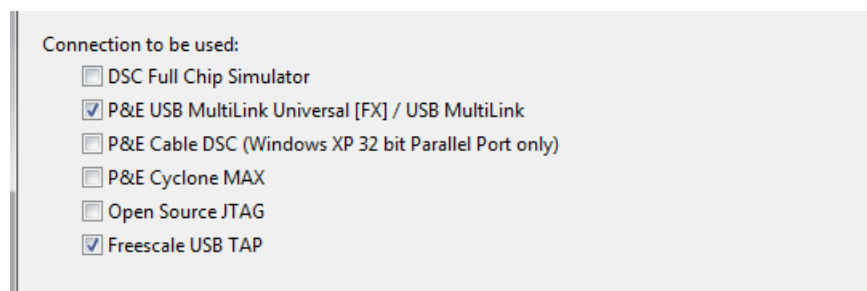 Connection to be used:
DSC Full Chip Simulator
P&E USB MultiLink Universal [FX] / USB MultiLink
P&E Cable DSC (Windows XP 32 bit Parallel Port only)
P&E Cyclone MAX
Open Source JTAG
Freescale USB TAP